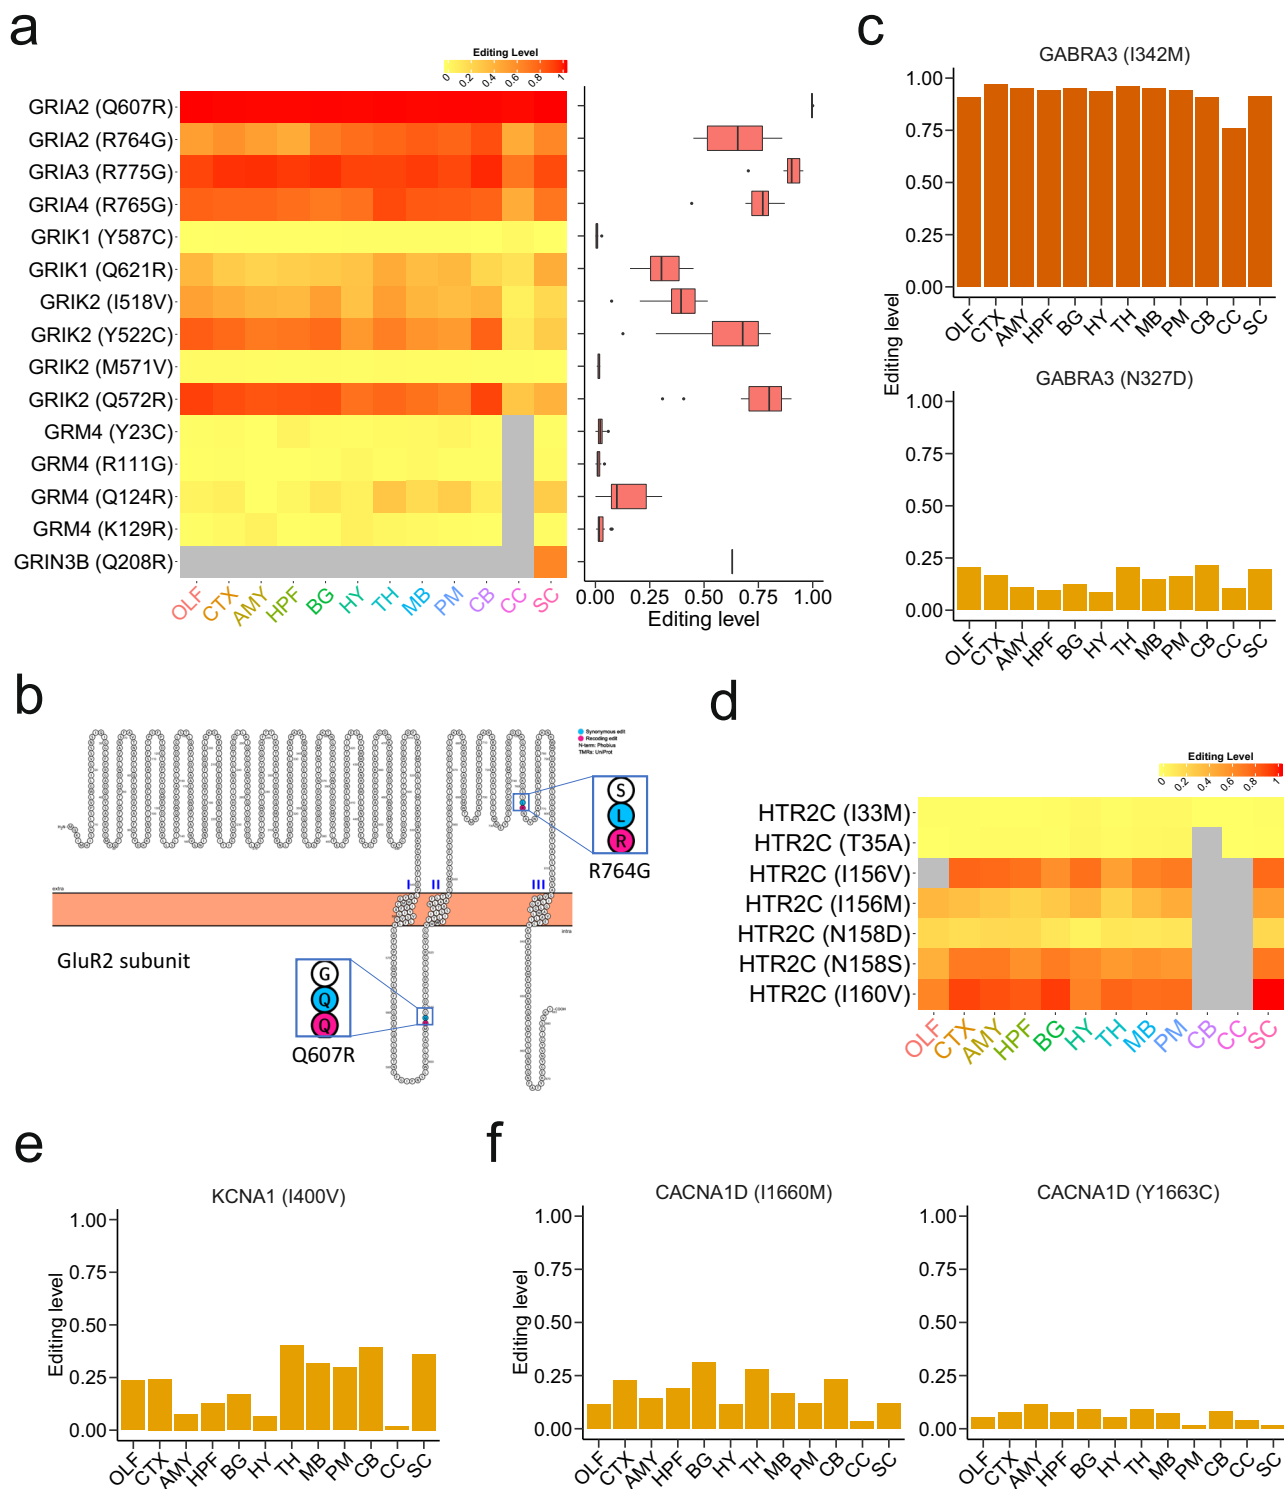 a
Editing Level
0 0.2 0.4 0.6 0.8 1
GRIA2 (Q607R)
GRIA2 (R764G)
GRIA3 (R775G)
GRIA4 (R765G)
GRIK1 (Y587C)
GRIK1 (Q621R)
GRIK2 (I518V)
GRIK2 (Y522C)
GRIK2 (M571V)
GRIK2 (Q572R)
GRM4 (Y23C)
GRM4 (R111G)
GRM4 (Q124R)
GRM4 (K129R)
GRIN3B (Q208R)
OLF CTX AMY HPF BG HY TH MB PM CB CC SC
0.00 0.25 0.50 0.75 1.00
Editing level
c
GABRA3 (I342M)
1.00
0.75
0.50
0.25
0.00
OLF CTX AMY HPF BG HY TH MB PM CB CC SC
Editing level
GABRA3 (N327D)
1.00
0.75
0.50
0.25
0.00
OLF CTX AMY HPF BG HY TH MB PM CB CC SC
b
Synonymous edit
Recoding edit
N-term: Phobius
TMRs: UniProt
S
L
R
R764G
I II III
extra
intra
GluR2 subunit
G
Q
Q
Q607R
d
Editing Level
0 0.2 0.4 0.6 0.8 1
HTR2C (I33M)
HTR2C (T35A)
HTR2C (I156V)
HTR2C (I156M)
HTR2C (N158D)
HTR2C (N158S)
HTR2C (I160V)
OLF CTX AMY HPF BG HY TH MB PM CB CC SC
e
KCNA1 (I400V)
1.00
0.75
0.50
0.25
0.00
Editing level
OLF CTX AMY HPF BG HY TH MB PM CB CC SC
f
CACNA1D (I1660M)
1.00
0.75
0.50
0.25
0.00
Editing level
OLF CTX AMY HPF BG HY TH MB PM CB CC SC
CACNA1D (Y1663C)
1.00
0.75
0.50
0.25
0.00
OLF CTX AMY HPF BG HY TH MB PM CB CC SC